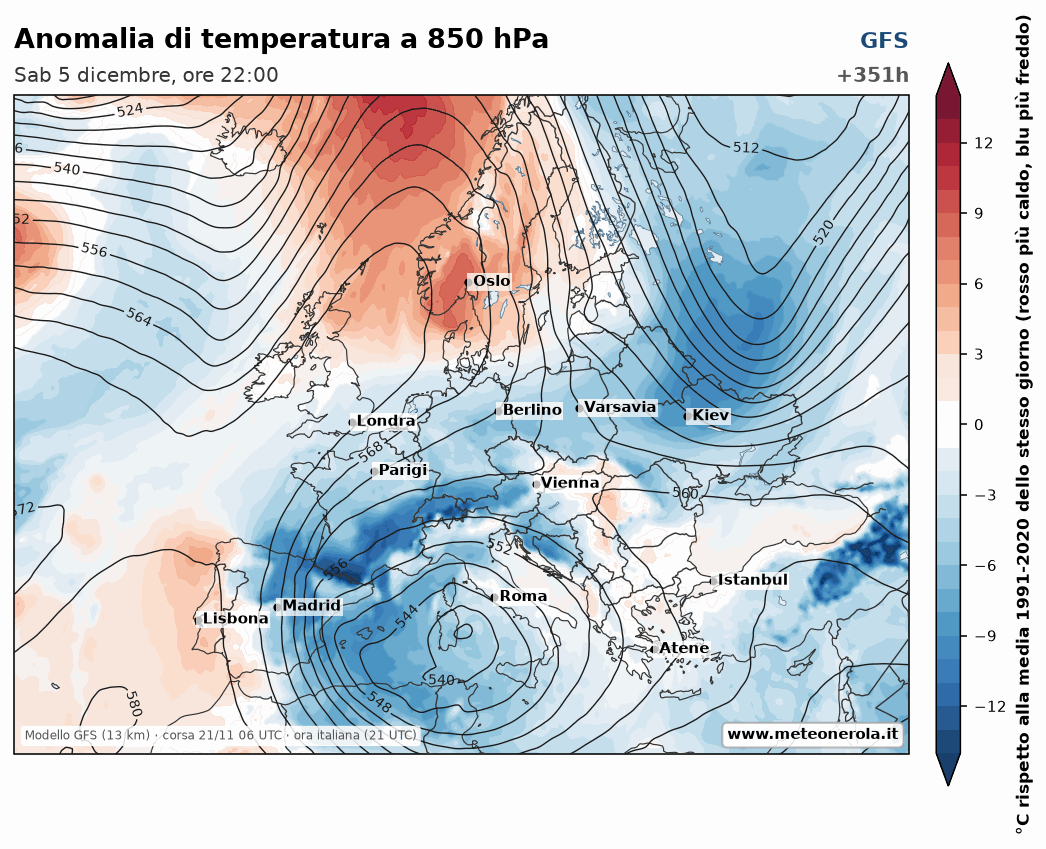 Anomalia di temperatura a 850 hPa
GFS
Sab 5 dicembre, ore 22:00
+351h
524
512
6
540
52
520
556
564
Oslo
Londra
Berlino
Varsavia
Kiev
568
Parigi
Vienna
560
572
552
556
Madrid
Roma
Istanbul
Lisbona
544
Atene
540
548
580
Modello GFS (13 km) · corsa 21/11 06 UTC · ora italiana (21 UTC)
www.meteonerola.it
12
9
6
3
0
−3
−6
−9
−12
°C rispetto alla media 1991-2020 dello stesso giorno (rosso più caldo, blu più freddo)